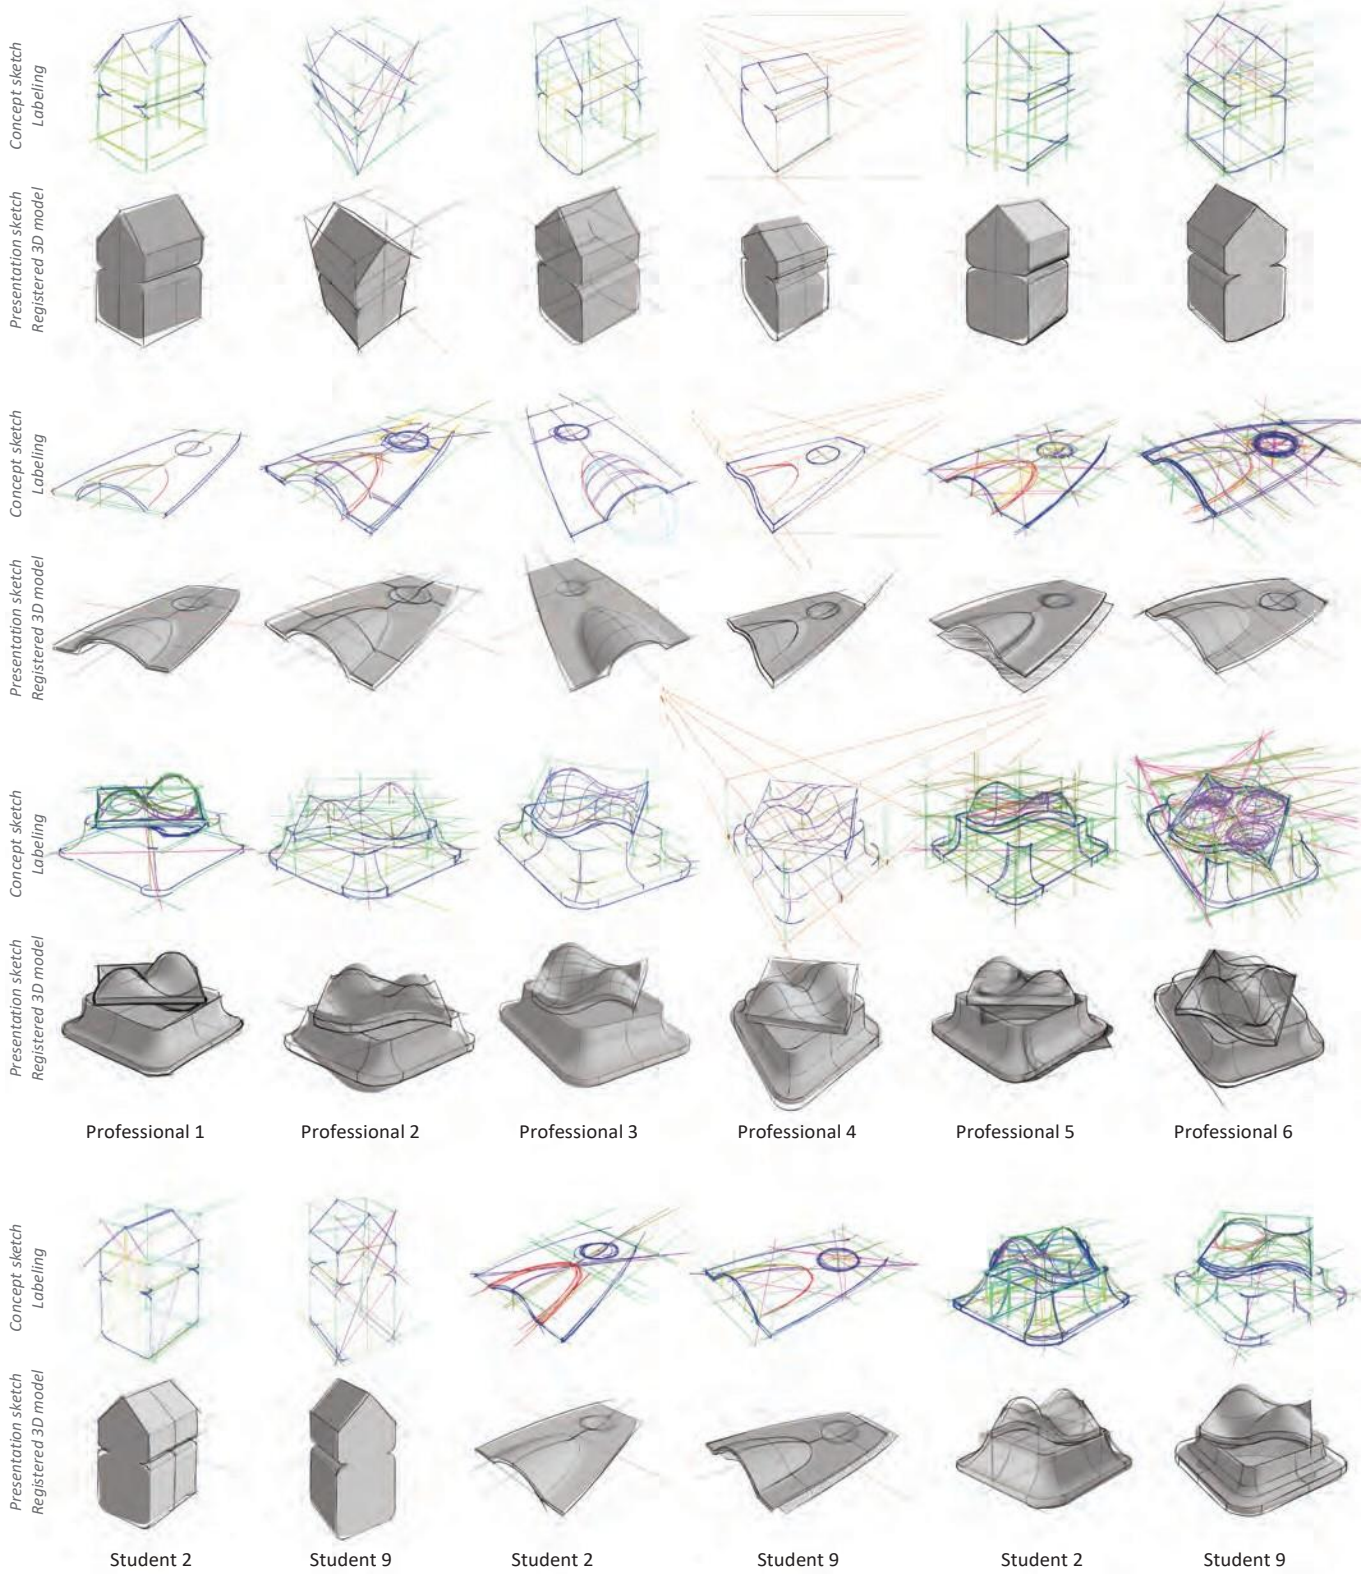 Concept sketch
Labeling
Presentation sketch
Registered 3D model
Concept sketch
Labeling
Presentation sketch
Registered 3D model
Concept sketch
Labeling
Presentation sketch
Registered 3D model
Professional 1
Professional 2
Professional 3
Professional 4
Professional 5
Professional 6
Concept sketch
Labeling
Presentation sketch
Registered 3D model
Student 2
Student 9
Student 2
Student 9
Student 2
Student 9